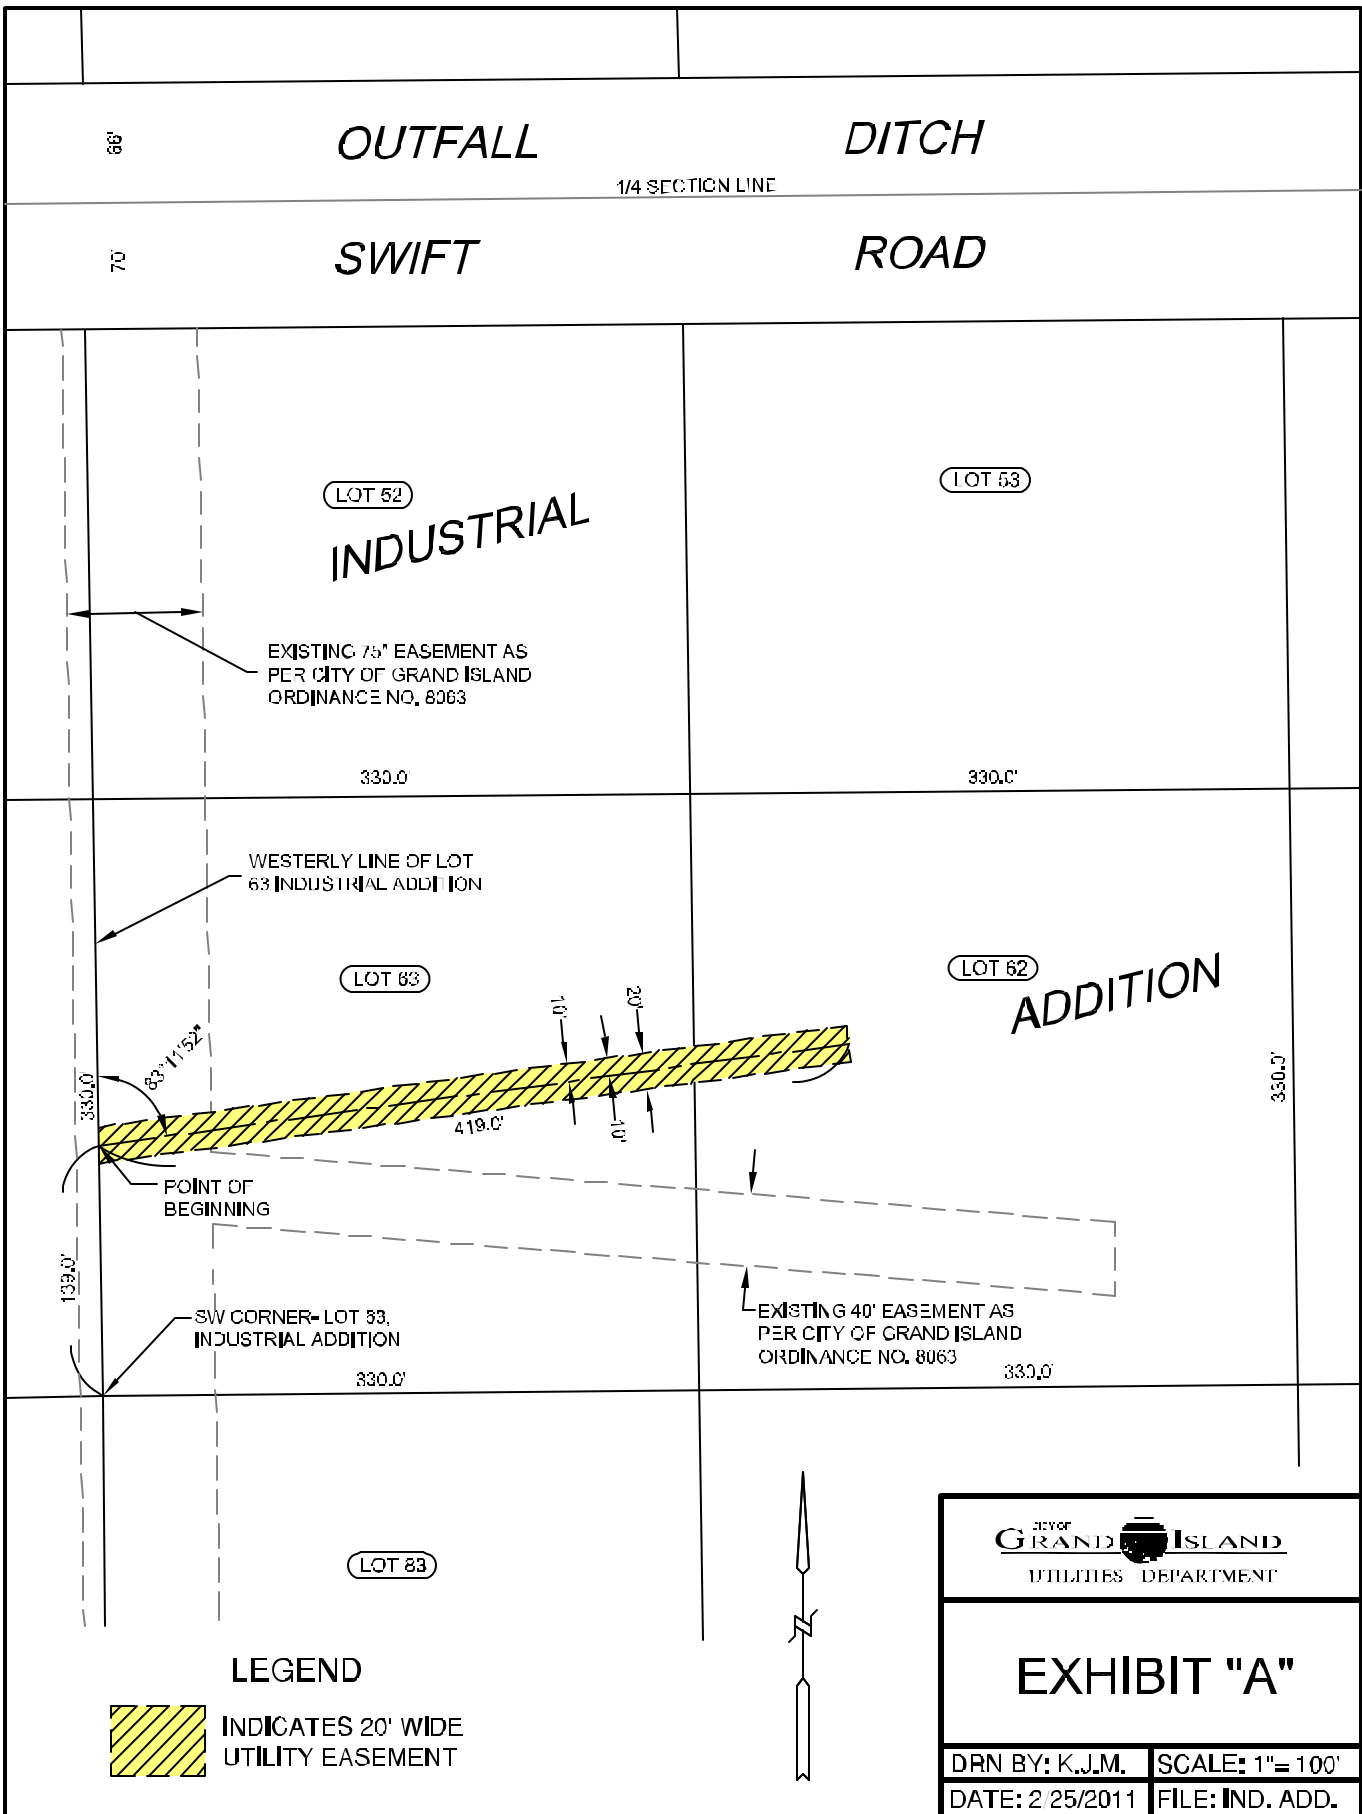 66'
OUTFALL DITCH
1/4 SECTION LINE
70'
SWIFT ROAD
LOT 52
LOT 53
INDUSTRIAL
EXISTING 75" EASEMENT AS
PER CITY OF GRAND ISLAND
ORDINANCE NO. 8063
330.0'
330.0'
WESTERLY LINE OF LOT
63 INDUSTRIAL ADDITION
LOT 63
LOT 62
ADDITION
10'
20'
83°11'52"
330.0'
330.0'
419.0'
10'
POINT OF
BEGINNING
139.0'
SW CORNER- LOT 63,
INDUSTRIAL ADDITION
EXISTING 40' EASEMENT AS
PER CITY OF GRAND ISLAND
ORDINANCE NO. 8063
330.0'
330.0'
LOT 83
CITY OF
GRAND ISLAND
UTILITIES DEPARTMENT
EXHIBIT "A"
LEGEND
INDICATES 20' WIDE
UTILITY EASEMENT
DRN BY: K.J.M.
SCALE: 1"= 100'
DATE: 2/25/2011
FILE: IND. ADD.